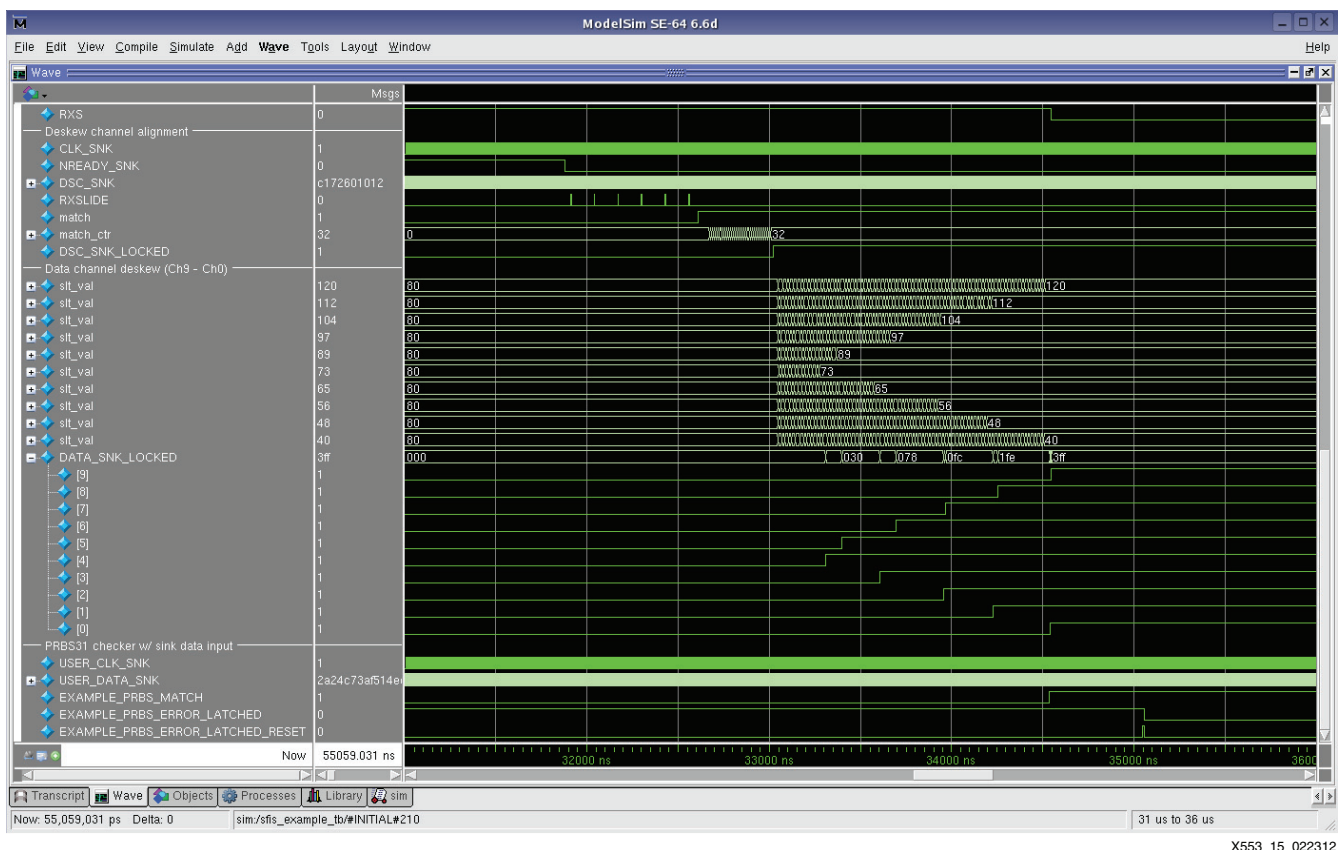 ModelSim SE-64 6.6d
File Edit View Compile Simulate Add Wave Tools Layout Window Help
Wave
Msgs
RXS 0
Deskew channel alignment
CLK_SNK 1
NREADY_SNK 0
DSC_SNK c172601012
RXSLIDE 0
match 1
match_ctr 32 0 32
DSC_SNK_LOCKED 1
Data channel deskew (Ch9 - Ch0)
slt_val 120 80 120
slt_val 112 80 112
slt_val 104 80 104
slt_val 97 80 97
slt_val 89 80 89
slt_val 73 80 73
slt_val 65 80 65
slt_val 56 80 56
slt_val 48 80 48
slt_val 40 80 40
DATA_SNK_LOCKED 3ff 000 030 078 0fc 1fe 3ff
[9] 1
[8] 1
[7] 1
[6] 1
[5] 1
[4] 1
[3] 1
[2] 1
[1] 1
[0] 1
PRBS31 checker w/ sink data input
USER_CLK_SNK 1
USER_DATA_SNK 2a24c73af514e
EXAMPLE_PRBS_MATCH 1
EXAMPLE_PRBS_ERROR_LATCHED 0
EXAMPLE_PRBS_ERROR_LATCHED_RESET 0
Now 55059.031 ns 32000 ns 33000 ns 34000 ns 35000 ns 3600
Transcript Wave Objects Processes Library sim
Now: 55,059,031 ps Delta: 0 sim:/sfis_example_tb/#INITIAL#210 31 us to 36 us
X553_15_022312